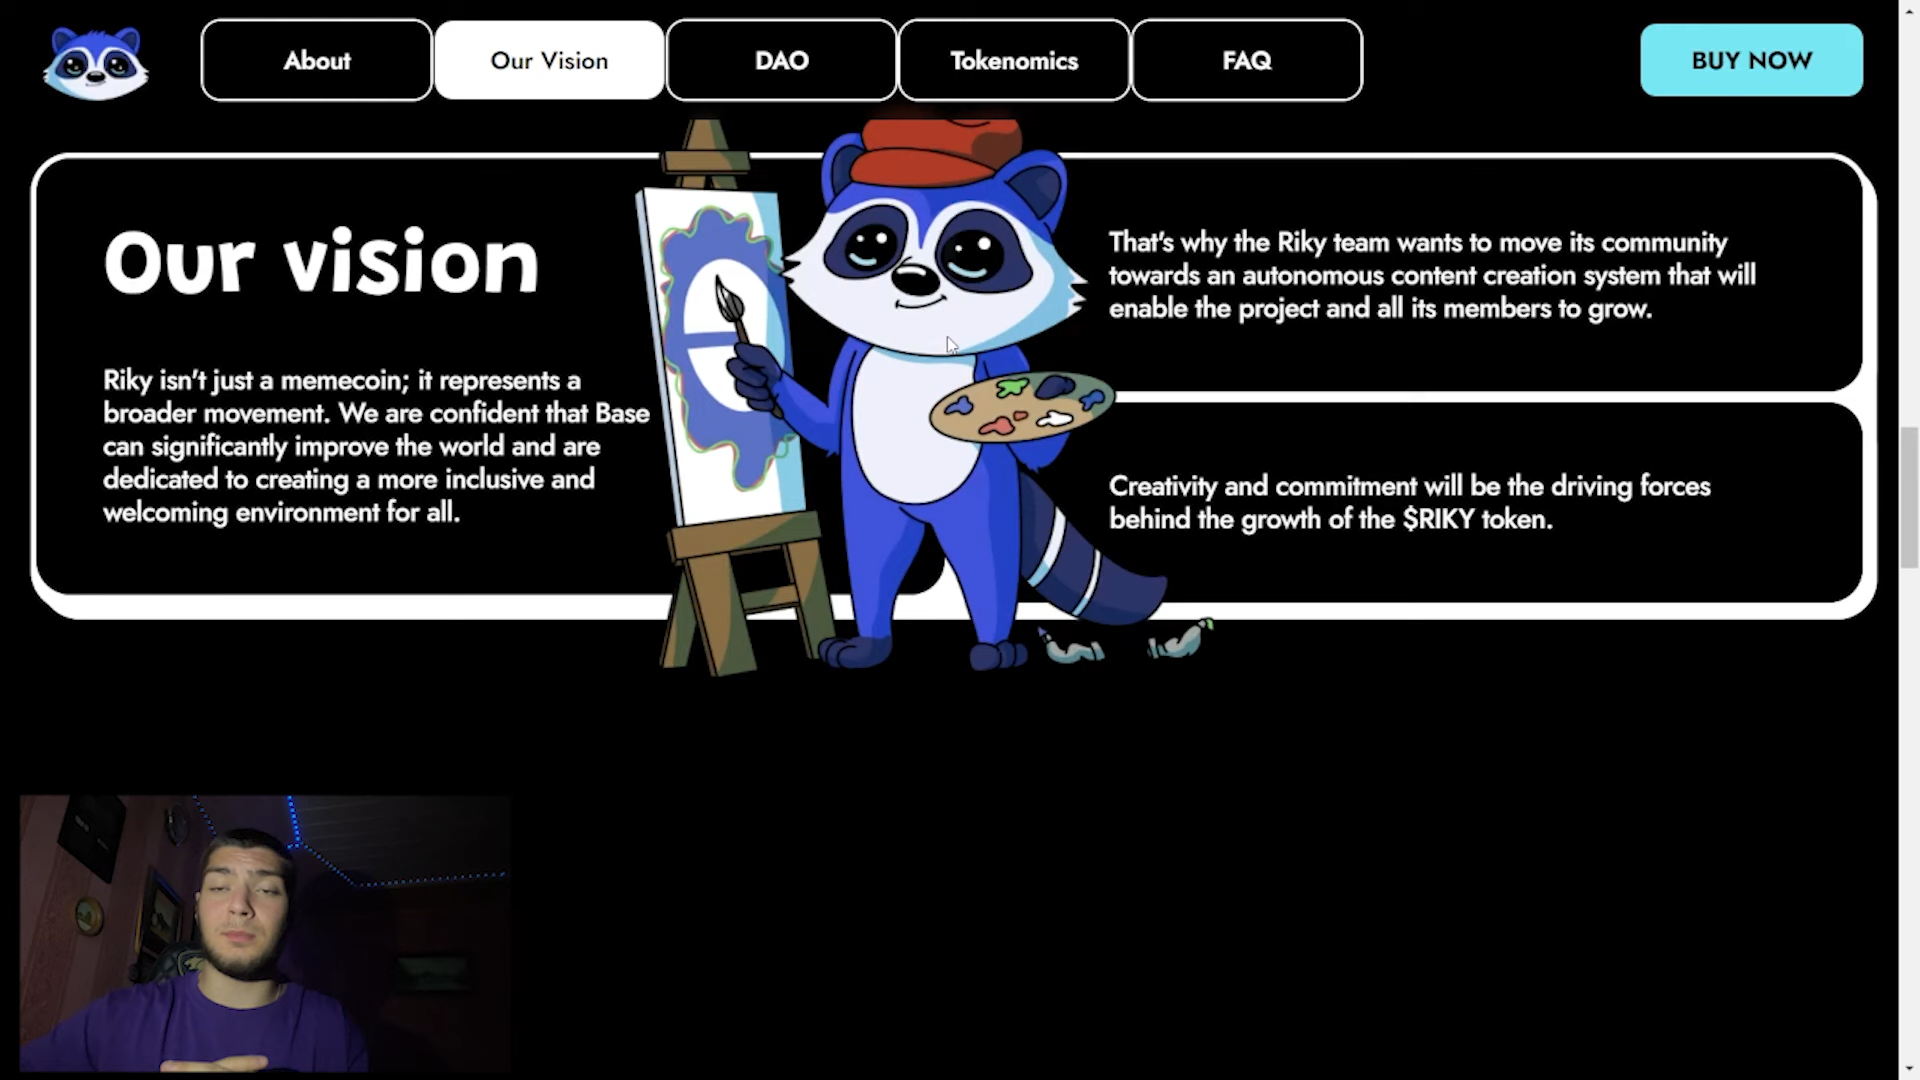 About
Our Vision
DAO
Tokenomics
FAQ
BUY NOW
Our vision
Riky isn't just a memecoin; it represents a
broader movement. We are confident that Base
can significantly improve the world and are
dedicated to creating a more inclusive and
welcoming environment for all.
That's why the Riky team wants to move its community
towards an autonomous content creation system that will
enable the project and all its members to grow.
Creativity and commitment will be the driving forces
behind the growth of the $RIKY token.